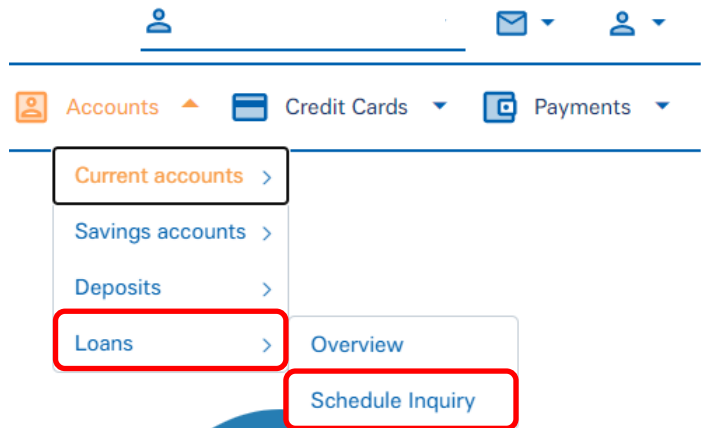 Accounts Credit Cards Payments
Current accounts
Savings accounts
Deposits
Loans
Overview
Schedule Inquiry